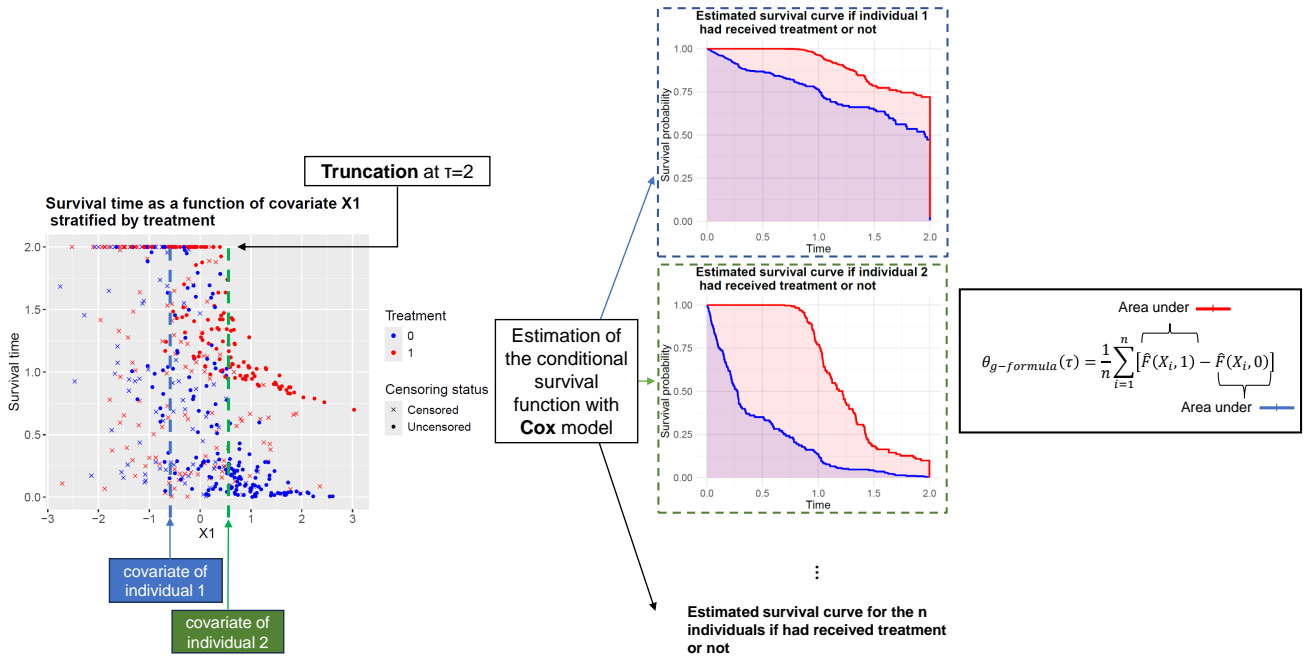 Truncation at τ=2
Survival time as a function of covariate X1
stratified by treatment
Survival time
2.0
1.5
1.0
0.5
0.0
−3
−2
−1
0
1
2
3
X1
Treatment
0
1
Censoring status
Censored
Uncensored
covariate of
individual 1
covariate of
individual 2
Estimation of
the conditional
survival
function with
Cox model
Estimated survival curve if individual 1
had received treatment or not
Survival probability
1.00
0.75
0.50
0.25
0.00
0.0
0.5
1.0
1.5
2.0
Time
Estimated survival curve if individual 2
had received treatment or not
Survival probability
1.00
0.75
0.50
0.25
0.00
0.0
0.5
1.0
1.5
2.0
Time
...
Estimated survival curve for the n
individuals if had received treatment
or not
Area under
θ_{g−formula}(τ) = \frac{1}{n} \sum_{i=1}^{n} [F̂(X_i, 1) − F̂(X_i, 0)]
Area under